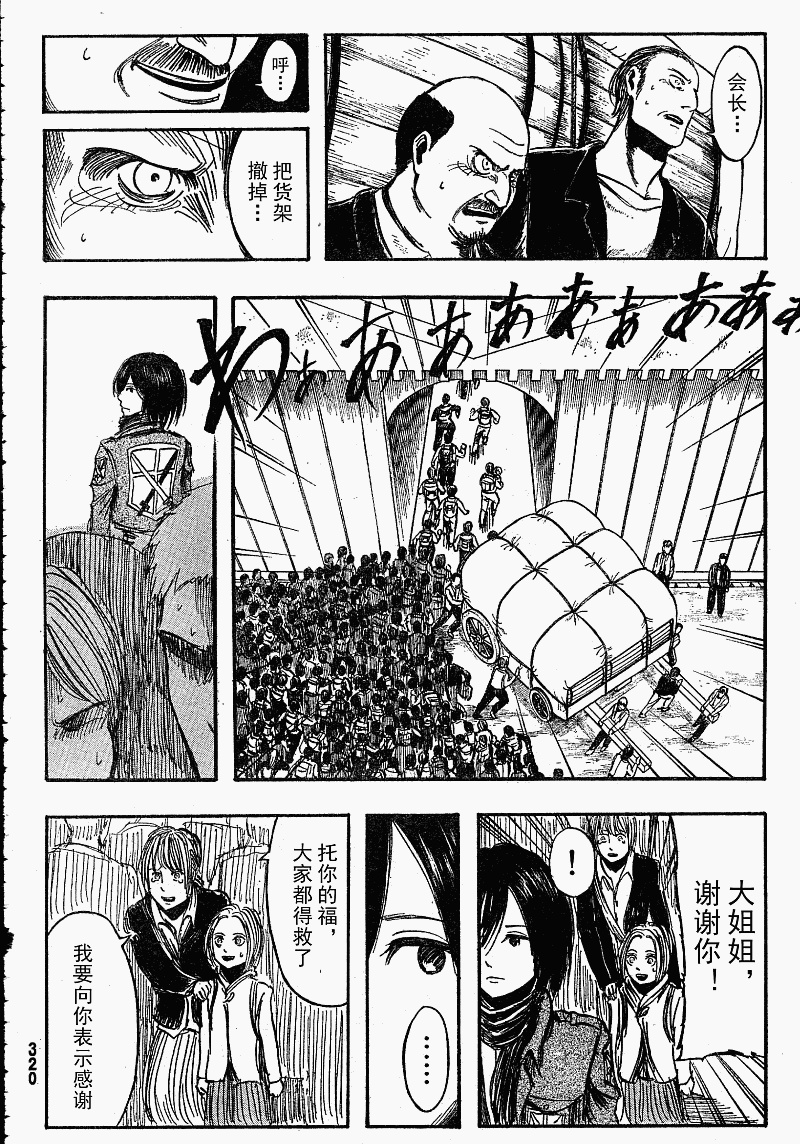 会长…
呼…
把货架
撤掉…
わぁああああああああ
大姐姐，
谢谢你！
！
……
托你的福，
大家都得救了
我要向你表示感谢
320